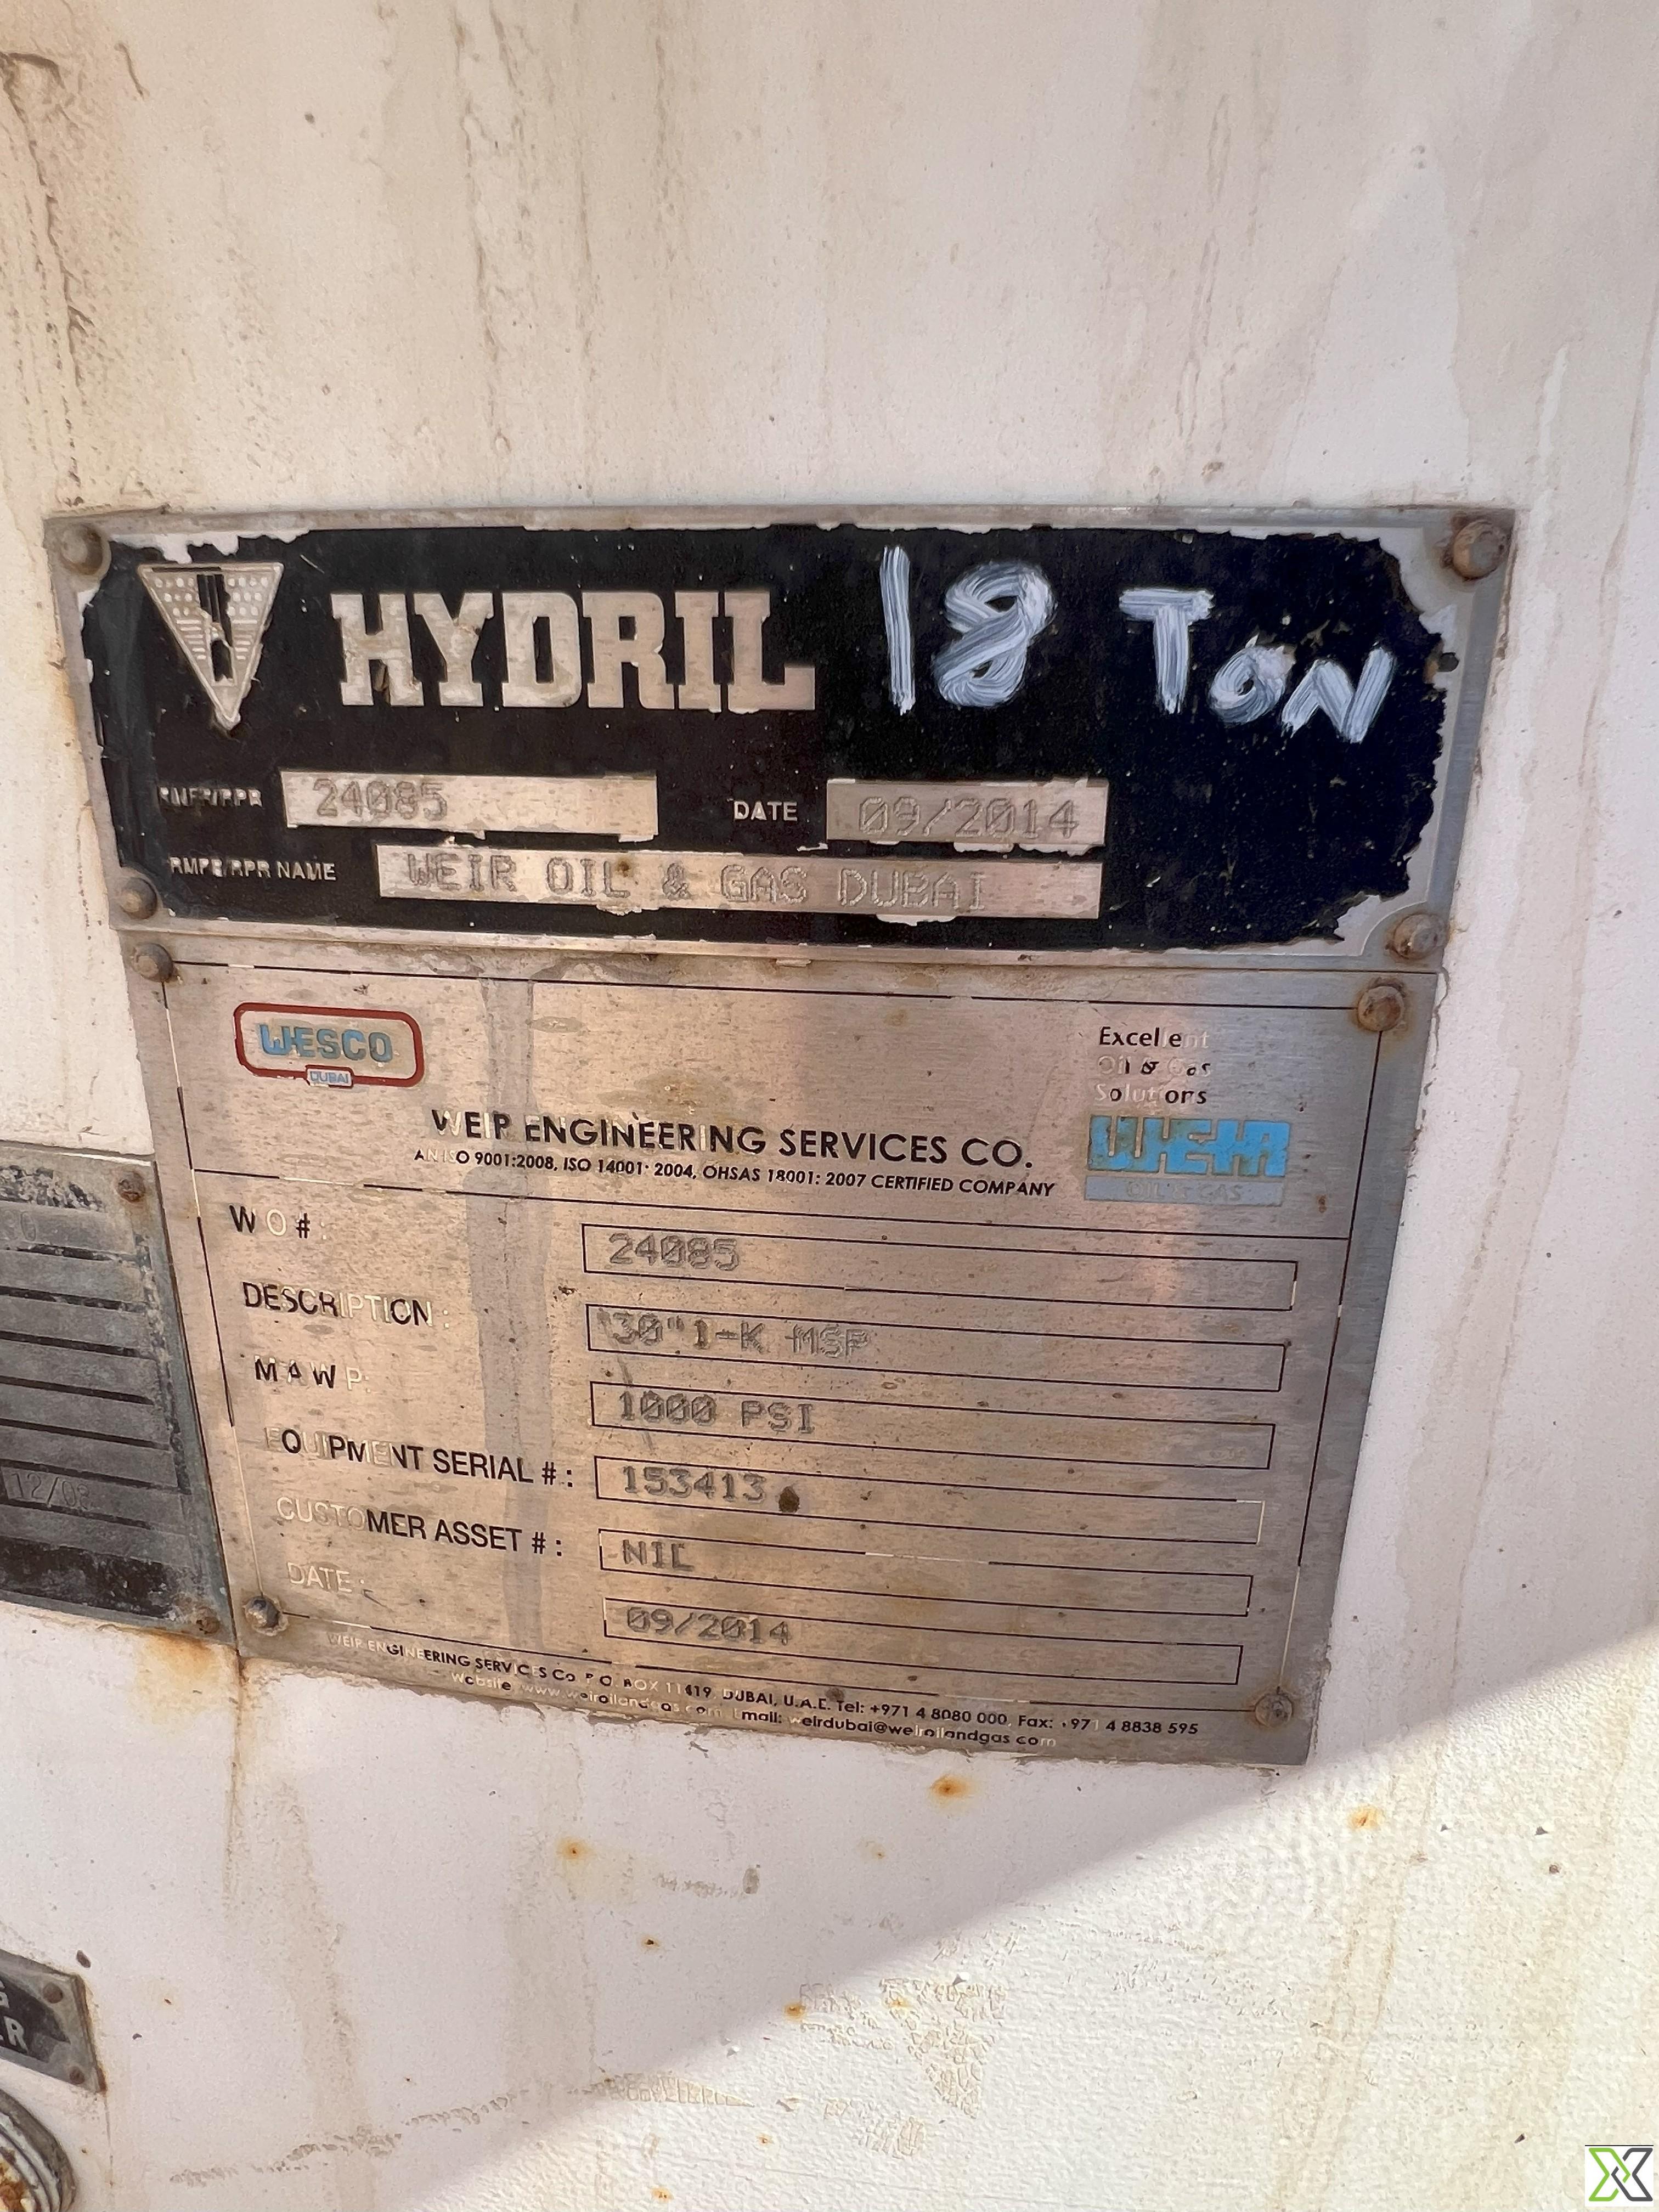 HYDRIL 18 TON
RMFR/RPR 24085 DATE 09/2014
RMFR/RPR NAME WEIR OIL & GAS DUBAI
WESCO
DUBAI
Excellent
Oil & Gas
Solutions
WEIR
OIL & GAS
WEIR ENGINEERING SERVICES CO.
AN ISO 9001:2008, ISO 14001: 2004, OHSAS 18001: 2007 CERTIFIED COMPANY
W O # : 24085
DESCRIPTION : 30" 1-K MSP
M A W P: 1000 PSI
EQUIPMENT SERIAL # : 153413
CUSTOMER ASSET # : NIL
DATE : 09/2014
WEIR ENGINEERING SERVICES Co P.O. BOX 11419, DUBAI, U.A.E. Tel: +971 4 8080 000, Fax: +971 4 8838 595
Website: www.weiroilandgas.com Email: weirdubai@weiroilandgas.com
12/08